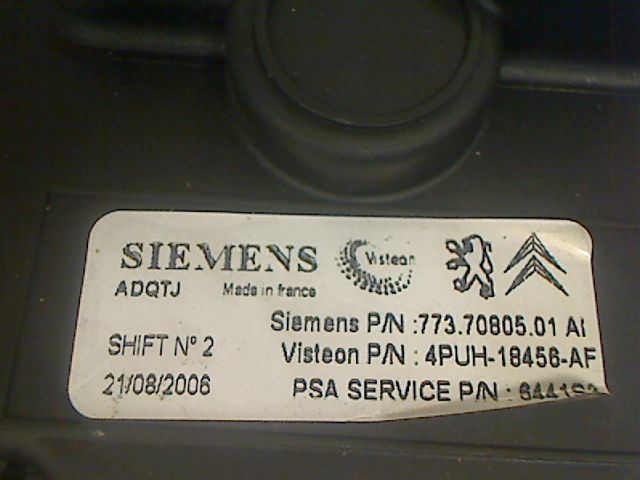 SIEMENS Visteon
ADQTJ Made in france
Siemens P/N : 773.70805.01 AI
SHIFT N° 2 Visteon P/N : 4PUH-18456-AF
21/08/2006 PSA SERVICE P/N :